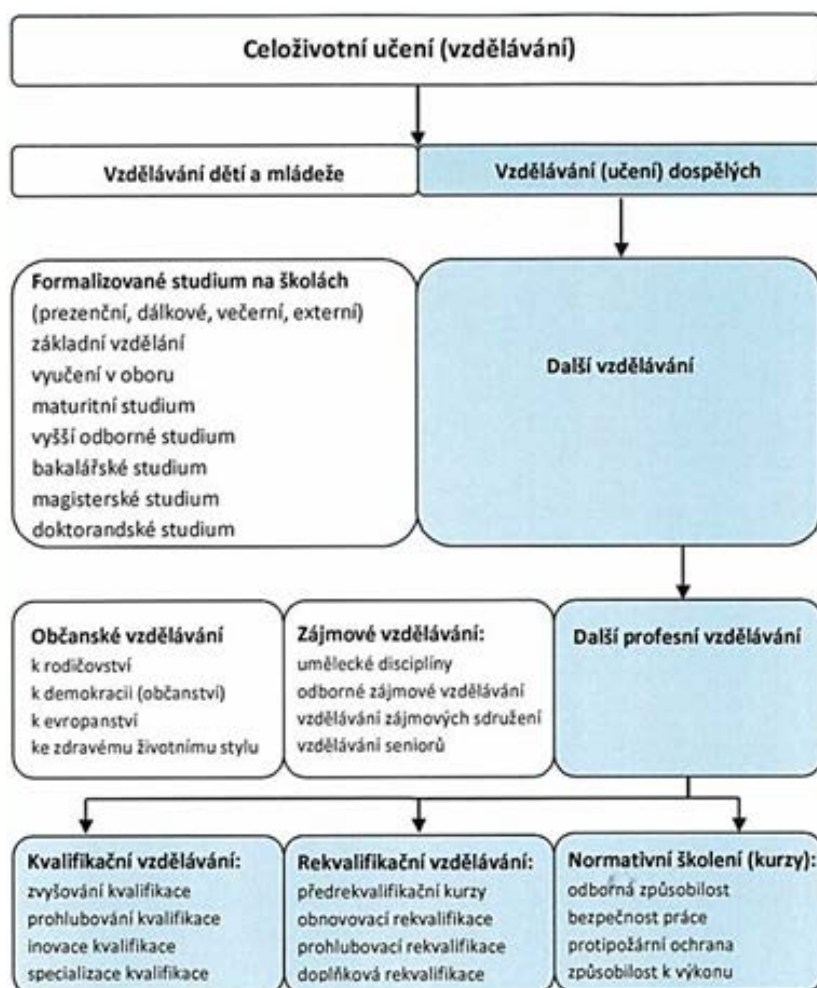 Celoživotní učení (vzdělávání)
Vzdělávání dětí a mládeže
Vzdělávání (učení) dospělých
Formalizované studium na školách
(prezenční, dálkové, večerní, externí)
základní vzdělání
vyučení v oboru
maturitní studium
vyšší odborné studium
bakalářské studium
magisterské studium
doktorandské studium
Další vzdělávání
Občanské vzdělávání
k rodičovství
k demokracii (občanství)
k evropanství
ke zdravému životnímu stylu
Zájmové vzdělávání:
umělecké disciplíny
odborné zájmové vzdělávání
vzdělávání zájmových sdružení
vzdělávání seniorů
Další profesní vzdělávání
Kvalifikační vzdělávání:
zvyšování kvalifikace
prohlubování kvalifikace
inovace kvalifikace
specializace kvalifikace
Rekvalifikační vzdělávání:
předrekvalifikační kurzy
obnovovací rekvalifikace
prohlubovací rekvalifikace
doplňková rekvalifikace
Normativní školení (kurzy):
odborná způsobilost
bezpečnost práce
protipožární ochrana
způsobilost k výkonu